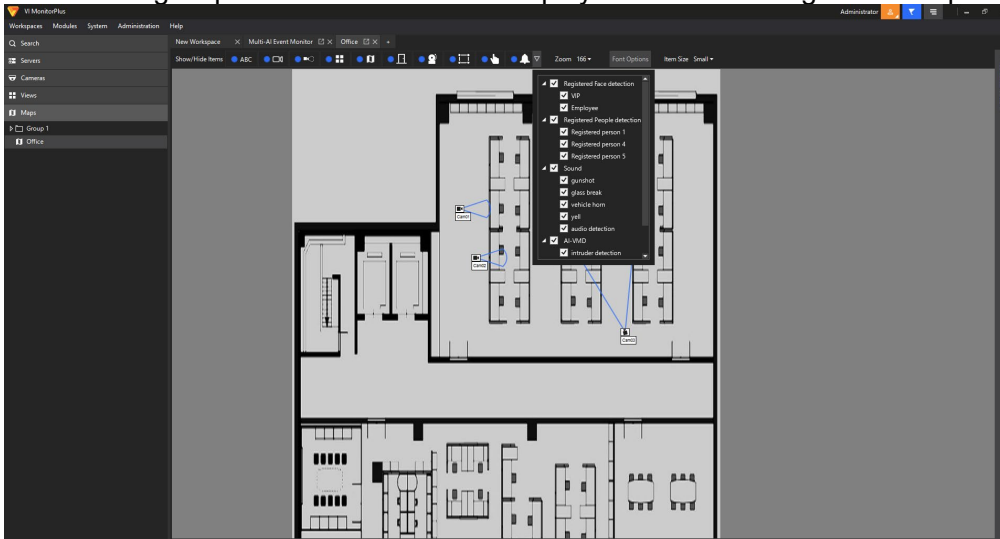 VI MonitorPlus
Administrator
Workspaces Modules System Administration Help
Search
New Workspace Multi-AI Event Monitor Office
Servers
Show/Hide Items ABC Zoom 166 Font Options Item Size Small
Cameras
Views
Maps
Group 1
Office
Registered Face detection
VIP
Employee
Registered People detection
Registered person 1
Registered person 4
Registered person 5
Sound
gunshot
glass break
vehicle horn
yell
audio detection
AI-VMD
intruder detection
Cam01
Cam02
Cam03